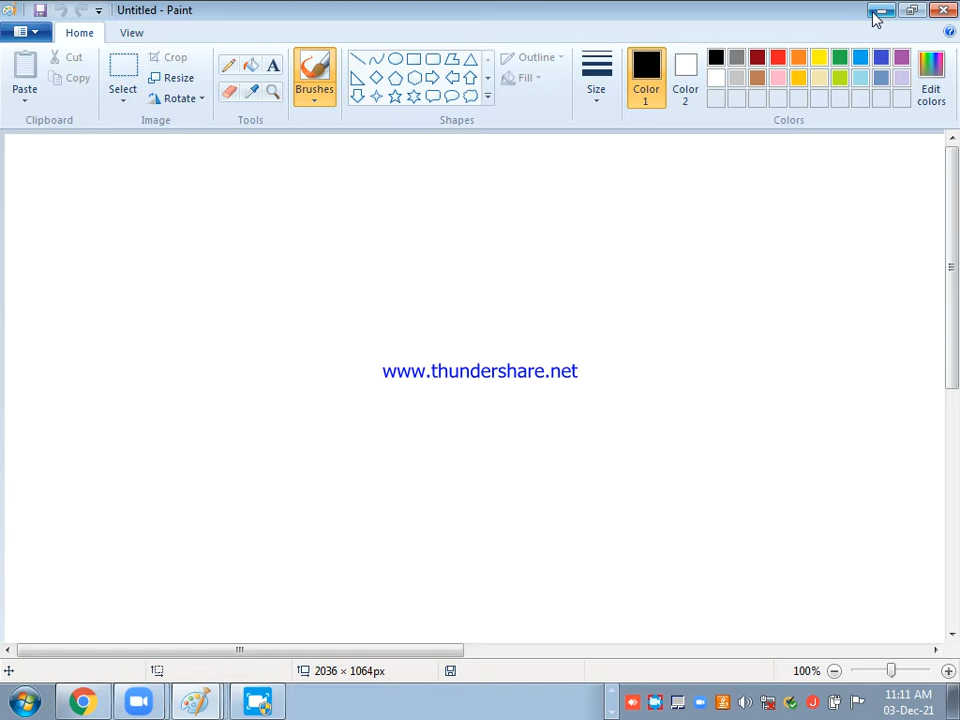 Untitled - Paint
Home
View
Paste
Cut
Copy
Clipboard
Select
Crop
Resize
Rotate
Image
Tools
Brushes
Shapes
Outline
Fill
Size
Color
1
Color
2
Colors
Edit
colors
www.thundershare.net
2036 × 1064px
100%
11:11 AM
03-Dec-21